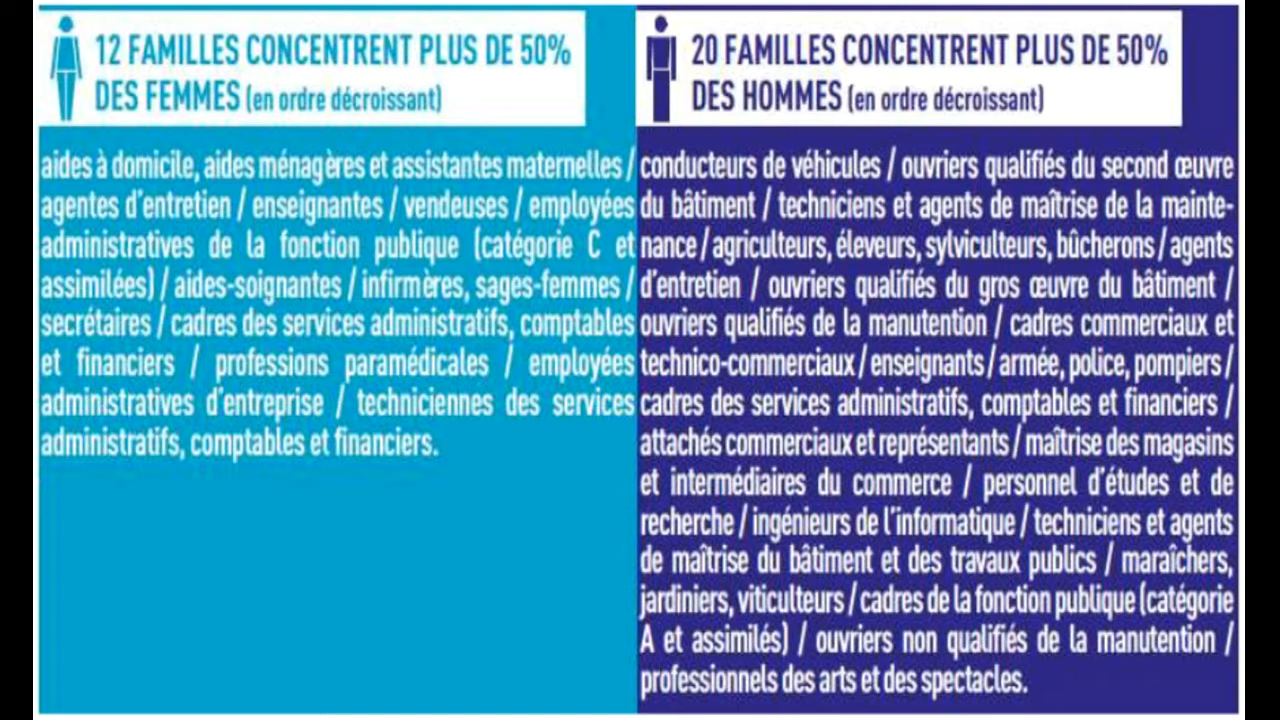 12 FAMILLES CONCENTRENT PLUS DE 50%
DES FEMMES (en ordre décroissant)
aides à domicile, aides ménagères et assistantes maternelles /
agentes d'entretien / enseignantes / vendeuses / employées
administratives de la fonction publique (catégorie C et
assimilées) / aides-soignantes / infirmères, sages-femmes /
secrétaires / cadres des services administratifs, comptables
et financiers / professions paramédicales / employées
administratives d'entreprise / techniciennes des services
administratifs, comptables et financiers.
20 FAMILLES CONCENTRENT PLUS DE 50%
DES HOMMES (en ordre décroissant)
conducteurs de véhicules / ouvriers qualifiés du second œuvre
du bâtiment / techniciens et agents de maîtrise de la mainte-
nance / agriculteurs, éleveurs, sylviculteurs, bûcherons / agents
d'entretien / ouvriers qualifiés du gros œuvre du bâtiment /
ouvriers qualifiés de la manutention / cadres commerciaux et
technico-commerciaux / enseignants / armée, police, pompiers /
cadres des services administratifs, comptables et financiers /
attachés commerciaux et représentants / maîtrise des magasins
et intermédiaires du commerce / personnel d'études et de
recherche / ingénieurs de l'informatique / techniciens et agents
de maîtrise du bâtiment et des travaux publics / maraîchers,
jardiniers, viticulteurs / cadres de la fonction publique (catégorie
A et assimilés) / ouvriers non qualifiés de la manutention /
professionnels des arts et des spectacles.